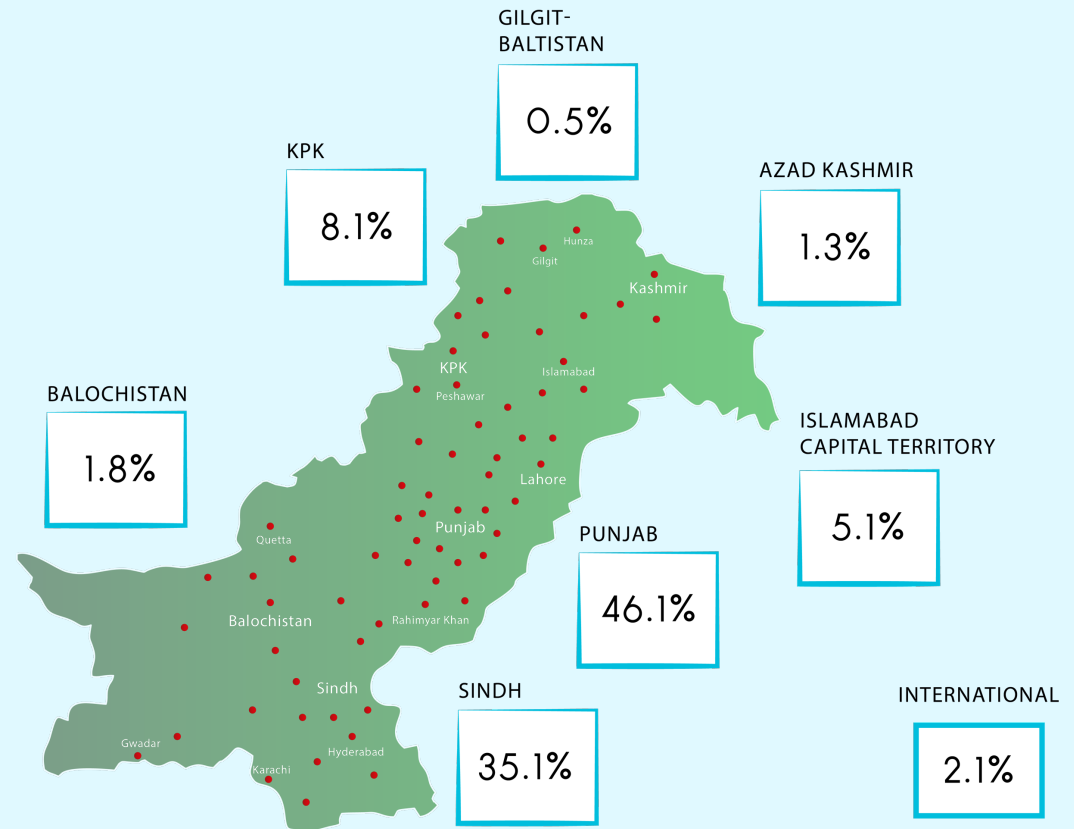 GILGIT-
BALTISTAN
0.5%
KPK
8.1%
AZAD KASHMIR
1.3%
Hunza
Gilgit
Kashmir
KPK
Islamabad
Peshawar
BALOCHISTAN
1.8%
ISLAMABAD
CAPITAL TERRITORY
5.1%
Lahore
Punjab
Quetta
PUNJAB
46.1%
Balochistan
Rahimyar Khan
Sindh
SINDH
35.1%
INTERNATIONAL
2.1%
Gwadar
Hyderabad
Karachi